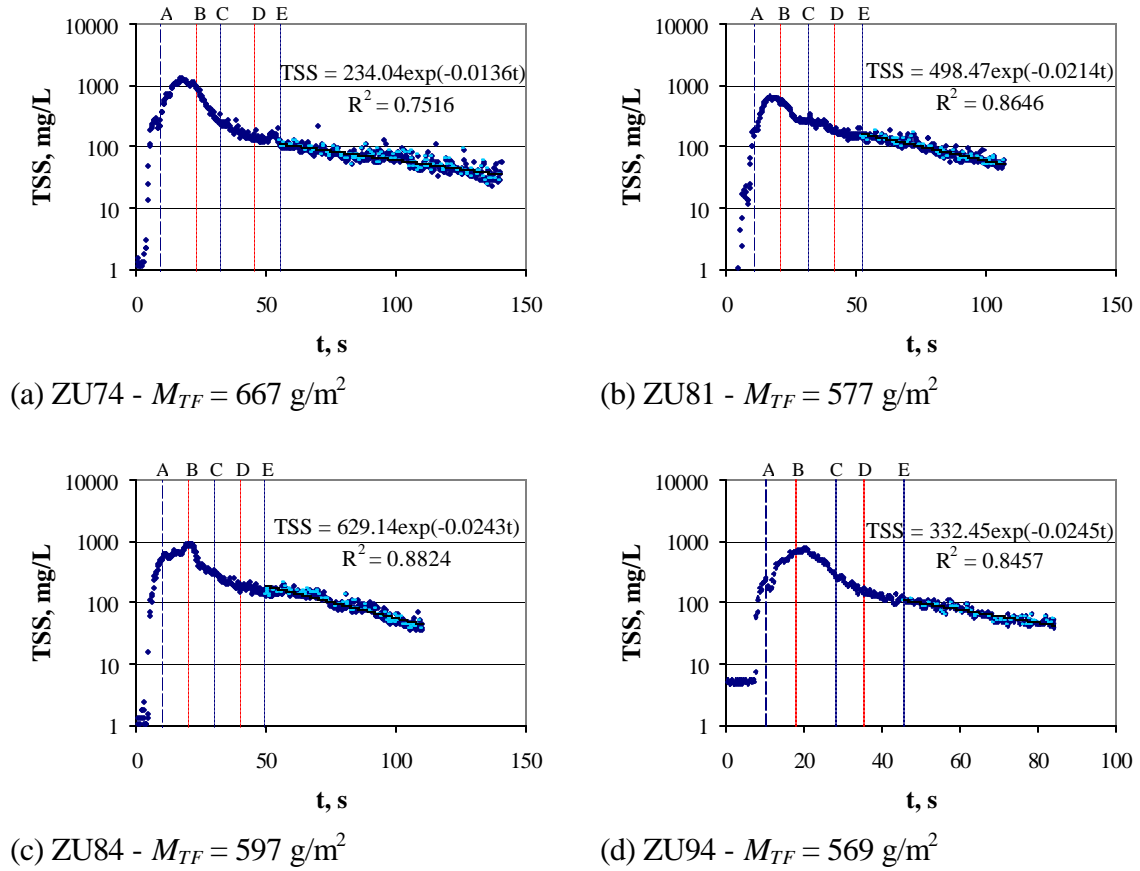 A B C D E
10000
1000
100
10
1
TSS, mg/L
TSS = 234.04exp(-0.0136t)
R² = 0.7516
0 50 100 150
t, s
(a) ZU74 - M_TF = 667 g/m²
A B C D E
10000
1000
100
10
1
TSS, mg/L
TSS = 498.47exp(-0.0214t)
R² = 0.8646
0 50 100 150
t, s
(b) ZU81 - M_TF = 577 g/m²
A B C D E
10000
1000
100
10
1
TSS, mg/L
TSS = 629.14exp(-0.0243t)
R² = 0.8824
0 50 100 150
t, s
(c) ZU84 - M_TF = 597 g/m²
A B C D E
10000
1000
100
10
1
TSS, mg/L
TSS = 332.45exp(-0.0245t)
R² = 0.8457
0 20 40 60 80 100
t, s
(d) ZU94 - M_TF = 569 g/m²